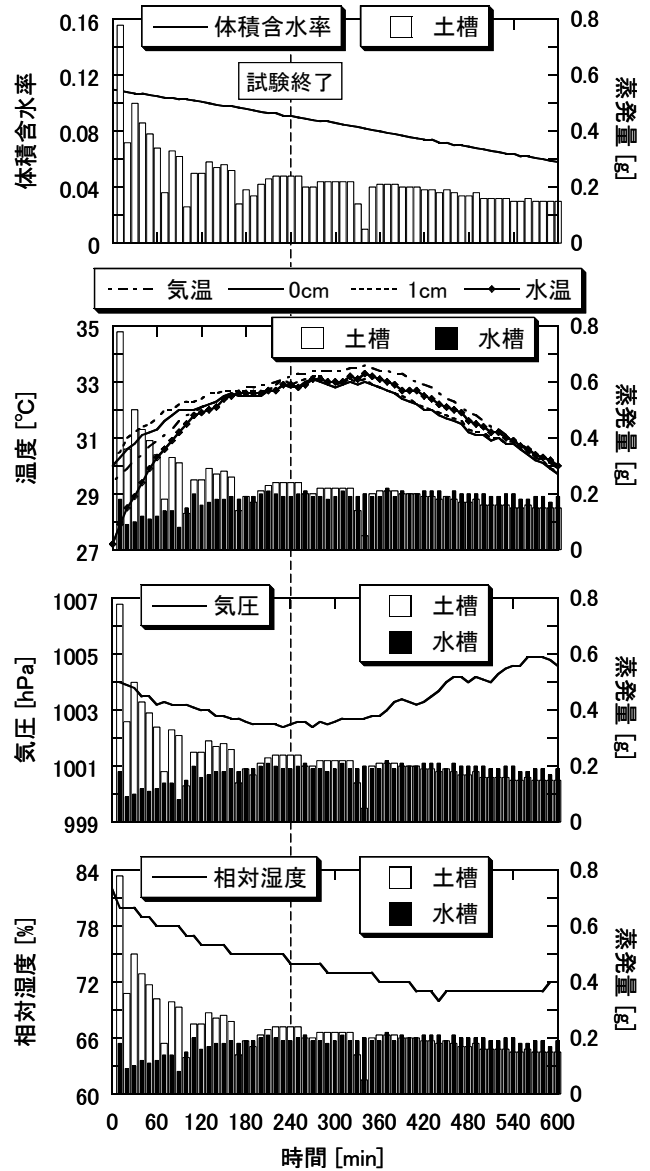 体積含水率 土槽
試験終了
体積含水率
0.16
0.12
0.08
0.04
0
0.8
0.6
0.4
0.2
0
蒸発量 [g]
気温 0cm 1cm 水温
土槽 水槽
温度 [℃]
35
33
31
29
27
0.8
0.6
0.4
0.2
0
蒸発量 [g]
気圧
土槽
水槽
気圧 [hPa]
1007
1005
1003
1001
999
0.8
0.6
0.4
0.2
0
蒸発量 [g]
相対湿度
土槽
水槽
相対湿度 [%]
84
78
72
66
60
0.8
0.6
0.4
0.2
0
蒸発量 [g]
0 60 120 180 240 300 360 420 480 540 600
時間 [min]